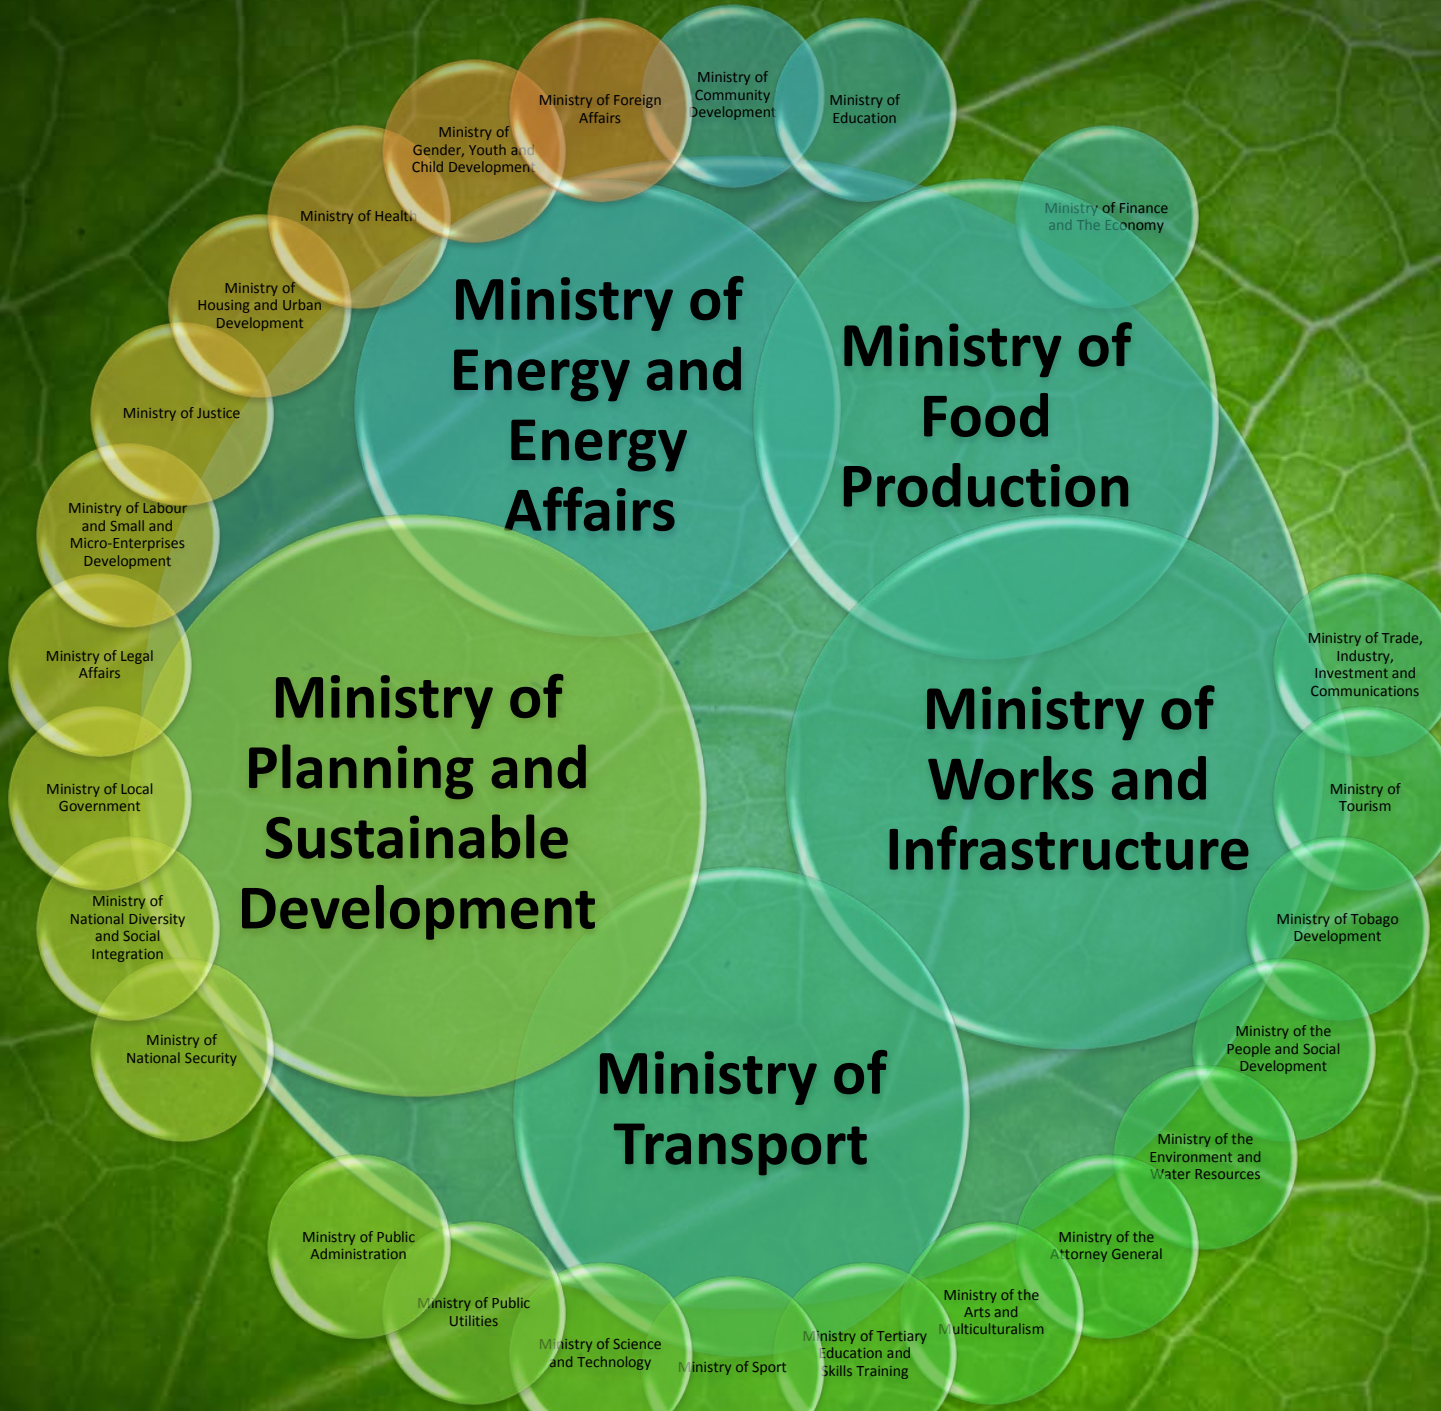 Ministry of
Community
Development
Ministry of
Education
Ministry of Foreign
Affairs
Ministry of
Gender, Youth and
Child Development
Ministry of Health
Ministry of Finance
and The Economy
Ministry of
Housing and Urban
Development
Ministry of Justice
Ministry of Labour
and Small and
Micro-Enterprises
Development
Ministry of Legal
Affairs
Ministry of Local
Government
Ministry of
National Diversity
and Social
Integration
Ministry of
National Security
Ministry of
Energy and
Energy
Affairs
Ministry of
Food
Production
Ministry of
Planning and
Sustainable
Development
Ministry of
Works and
Infrastructure
Ministry of
Transport
Ministry of Trade,
Industry,
Investment and
Communications
Ministry of
Tourism
Ministry of Tobago
Development
Ministry of the
People and Social
Development
Ministry of the
Environment and
Water Resources
Ministry of the
Attorney General
Ministry of the
Arts and
Multiculturalism
Ministry of Tertiary
Education and
Skills Training
Ministry of Sport
Ministry of Science
and Technology
Ministry of Public
Utilities
Ministry of Public
Administration